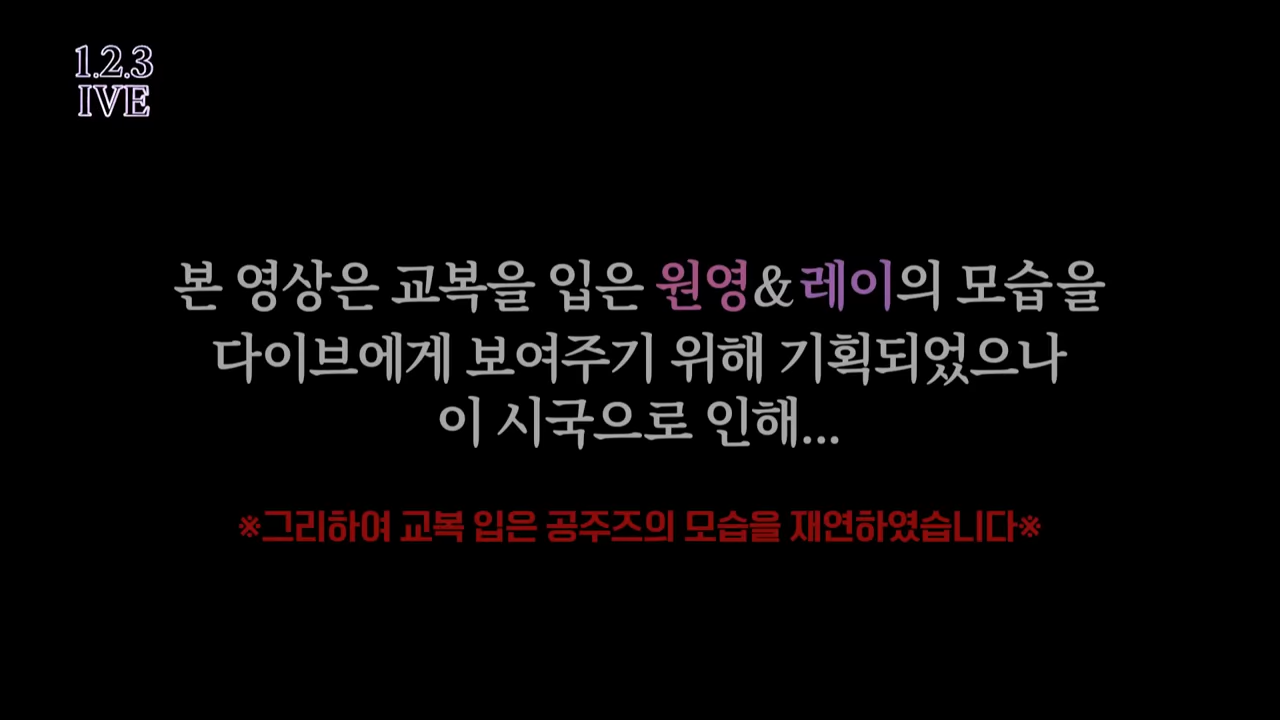 1.2.3
IVE
본 영상은 교복을 입은 원영&레이의 모습을
다이브에게 보여주기 위해 기획되었으나
이 시국으로 인해...
※그리하여 교복 입은 공주즈의 모습을 재연하였습니다※